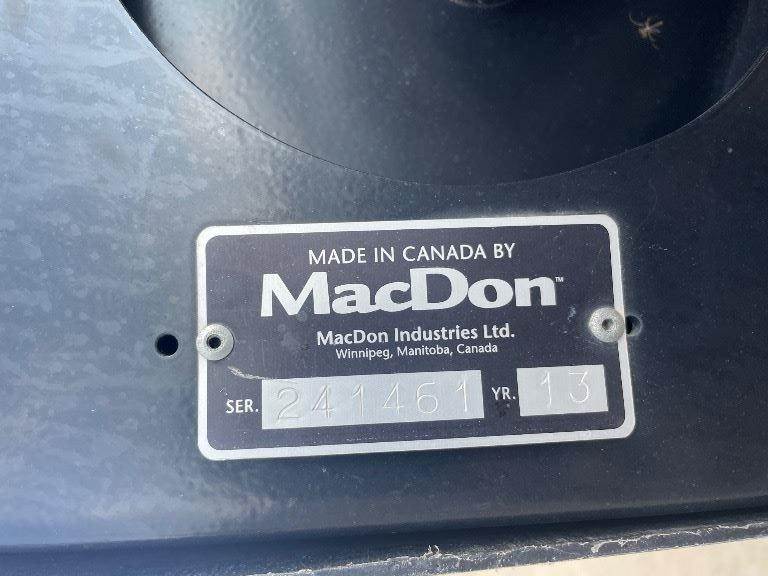 MADE IN CANADA BY
MacDon™
MacDon Industries Ltd.
Winnipeg, Manitoba, Canada
SER. 241461 YR. 13